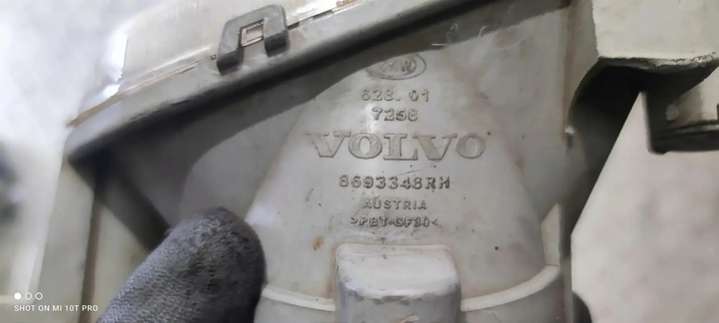 628.01
7258
VOLVO
8693348RH
AUSTRIA
>PBT-GF30<
SHOT ON MI 10T PRO